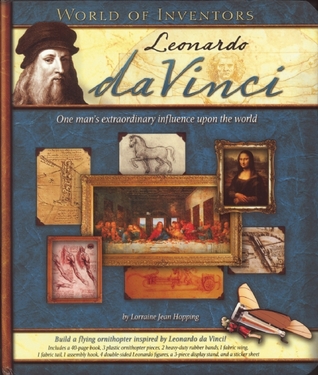 WORLD OF INVENTORS
Leonardo
daVinci
One man's extraordinary influence upon the world
by Lorraine Jean Hopping
Build a flying ornithopter inspired by Leonardo da Vinci!
Includes a 40-page book, 3 plastic ornithopter pieces, 2 heavy-duty rubber bands, 1 fabric wing,
1 fabric tail, 1 assembly hook, 4 double-sided Leonardo figures, a 3-piece display stand, and a sticker sheet